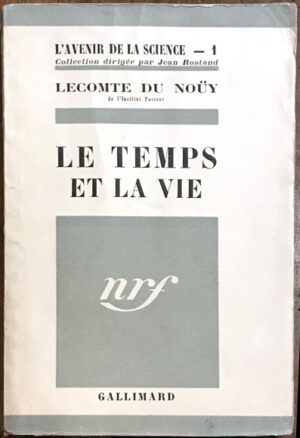 L'AVENIR DE LA SCIENCE — 1
Collection dirigée par Jean Rostand
LECOMTE DU NOÜY
de l'Institut Pasteur
LE TEMPS
ET LA VIE
nrf
GALLIMARD